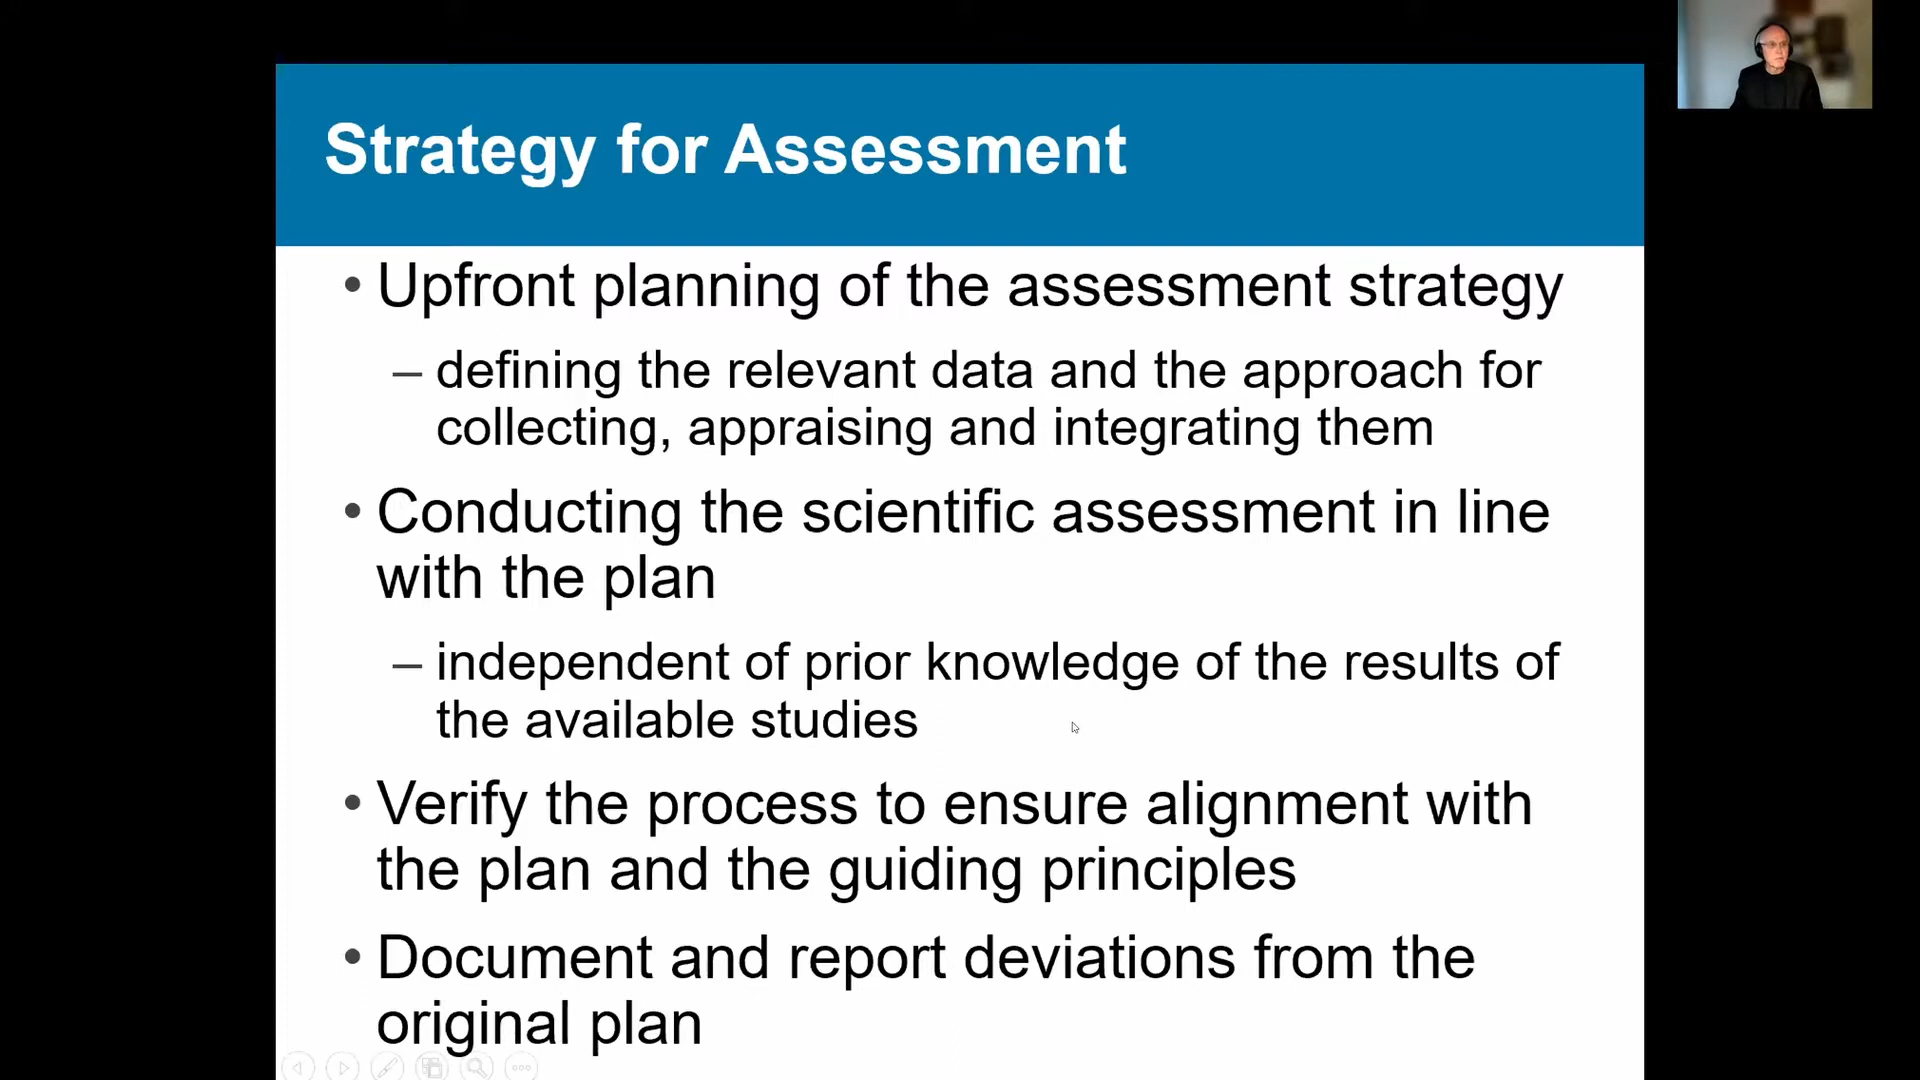 Strategy for Assessment
• Upfront planning of the assessment strategy
– defining the relevant data and the approach for
collecting, appraising and integrating them
• Conducting the scientific assessment in line
with the plan
– independent of prior knowledge of the results of
the available studies
• Verify the process to ensure alignment with
the plan and the guiding principles
• Document and report deviations from the
original plan